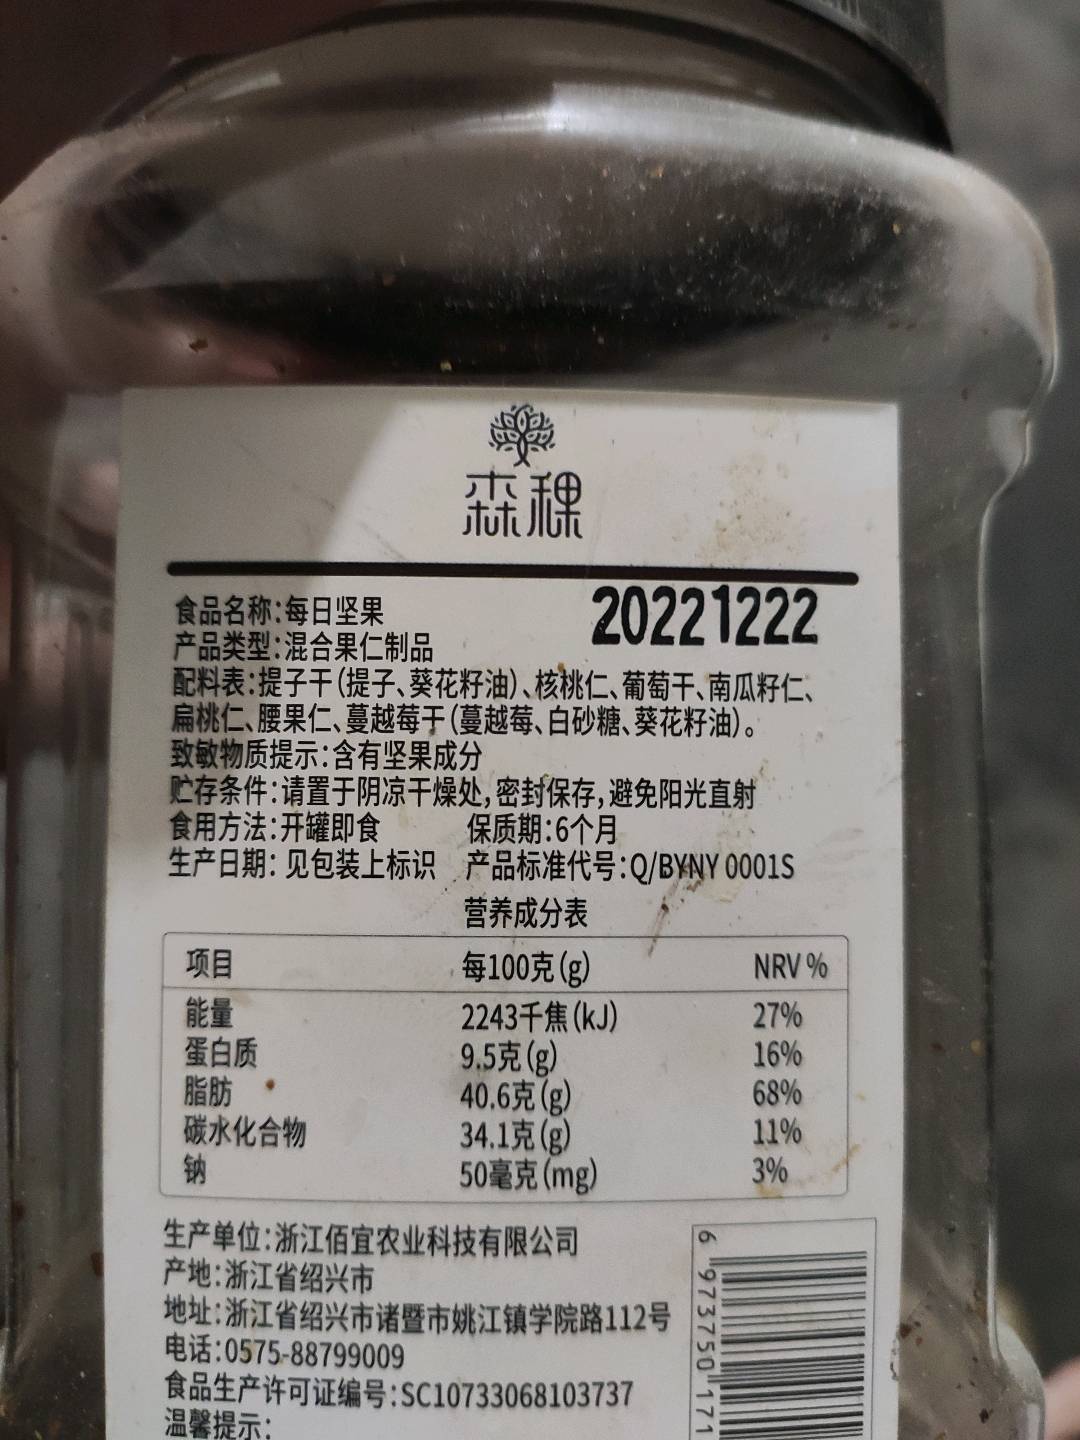 森稞
20221222
食品名称:每日坚果
产品类型:混合果仁制品
配料表:提子干(提子、葵花籽油)、核桃仁、葡萄干、南瓜籽仁、
扁桃仁、腰果仁、蔓越莓干(蔓越莓、白砂糖、葵花籽油)。
致敏物质提示:含有坚果成分
贮存条件:请置于阴凉干燥处,密封保存,避免阳光直射
食用方法:开罐即食 保质期:6个月
生产日期: 见包装上标识 产品标准代号:Q/BYNY 0001S
营养成分表
项目 每100克(g) NRV %
能量 2243千焦(kJ) 27%
蛋白质 9.5克(g) 16%
脂肪 40.6克(g) 68%
碳水化合物 34.1克(g) 11%
钠 50毫克(mg) 3%
生产单位:浙江佰宜农业科技有限公司
产地:浙江省绍兴市
地址:浙江省绍兴市诸暨市姚江镇学院路112号
电话:0575-88799009
食品生产许可证编号:SC10733068103737
温馨提示:
6 973750 171